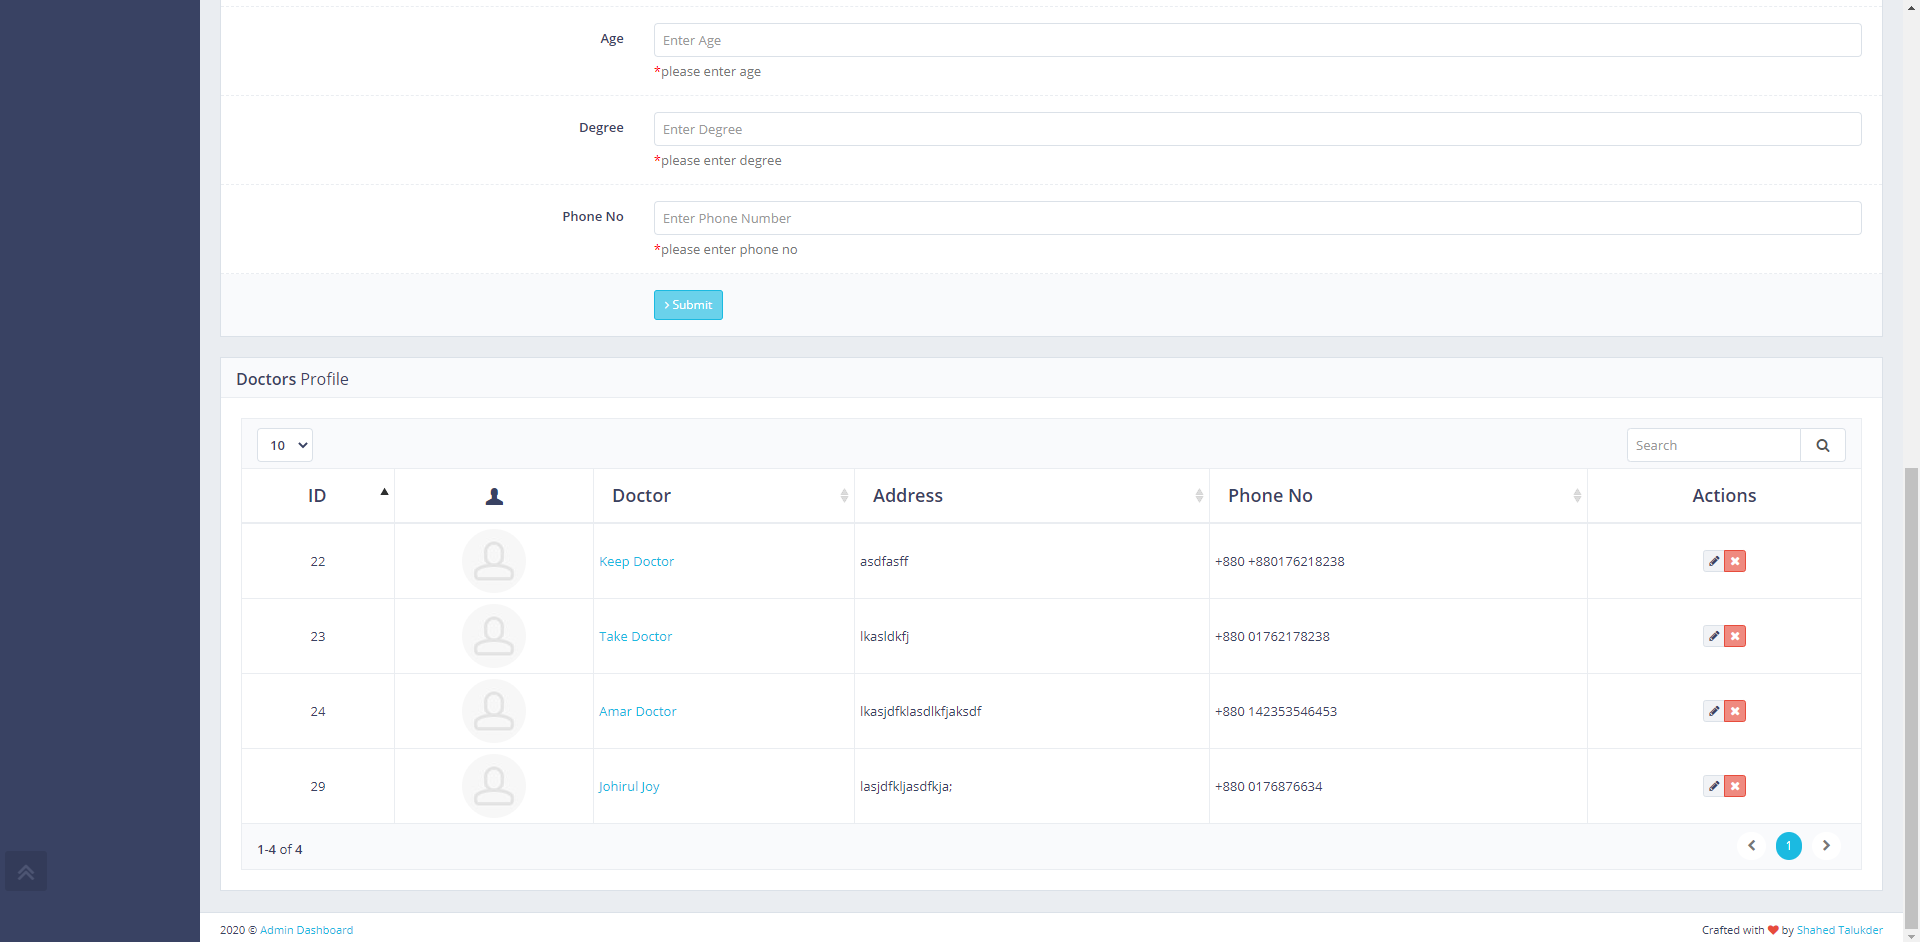 Age
Enter Age
*please enter age
Degree
Enter Degree
*please enter degree
Phone No
Enter Phone Number
*please enter phone no
Submit
Doctors Profile
10
Search
ID Doctor Address Phone No Actions
22 Keep Doctor asdfasff +880 +880176218238
23 Take Doctor lkasldkfj +880 01762178238
24 Amar Doctor lkasjdfklasdlkfjaksdf +880 142353546453
29 Johirul Joy lasjdfkljasdfkja; +880 0176876634
1-4 of 4
1
2020 © Admin Dashboard
Crafted with ❤ by Shahed Talukder